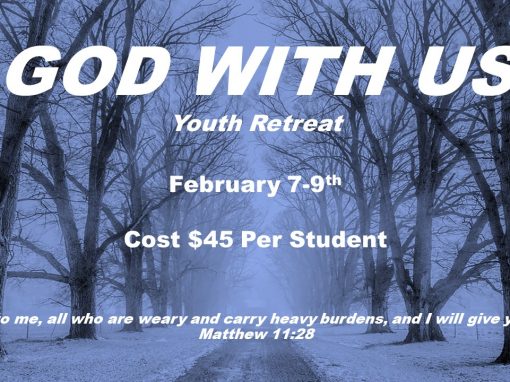 GOD WITH US
Youth Retreat
February 7-9th
Cost $45 Per Student
me, all who are weary and carry heavy burdens, and I will give
Matthew 11:28